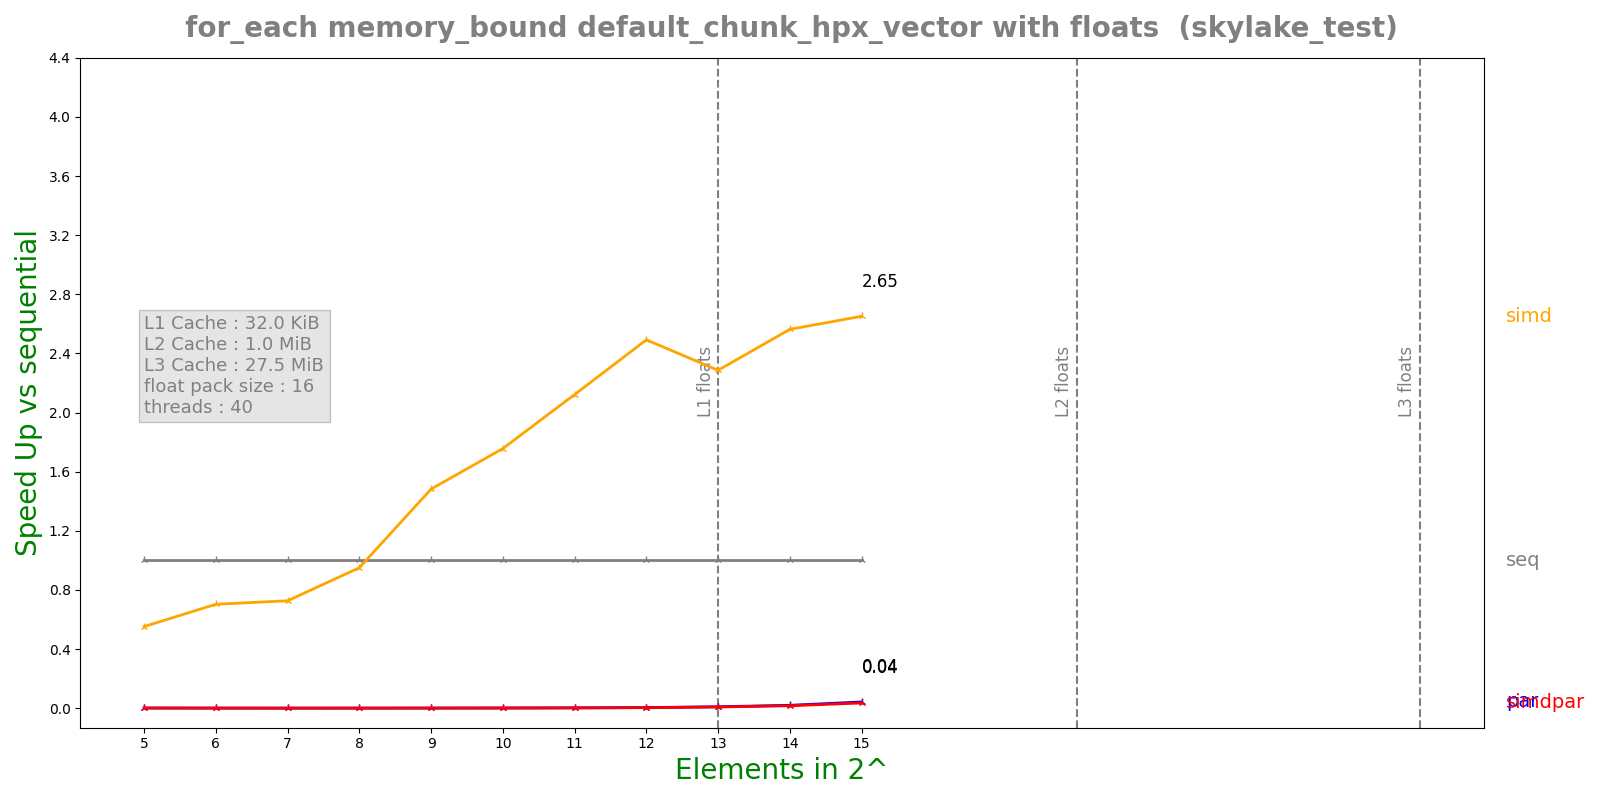 for_each memory_bound default_chunk_hpx_vector with floats (skylake_test)
Speed Up vs sequential
4.4
4.0
3.6
3.2
2.8
2.4
2.0
1.6
1.2
0.8
0.4
0.0
L1 Cache : 32.0 KiB
L2 Cache : 1.0 MiB
L3 Cache : 27.5 MiB
float pack size : 16
threads : 40
L1 floats
L2 floats
L3 floats
2.65
0.04
simd
seq
par
simdpar
5 6 7 8 9 10 11 12 13 14 15
Elements in 2^